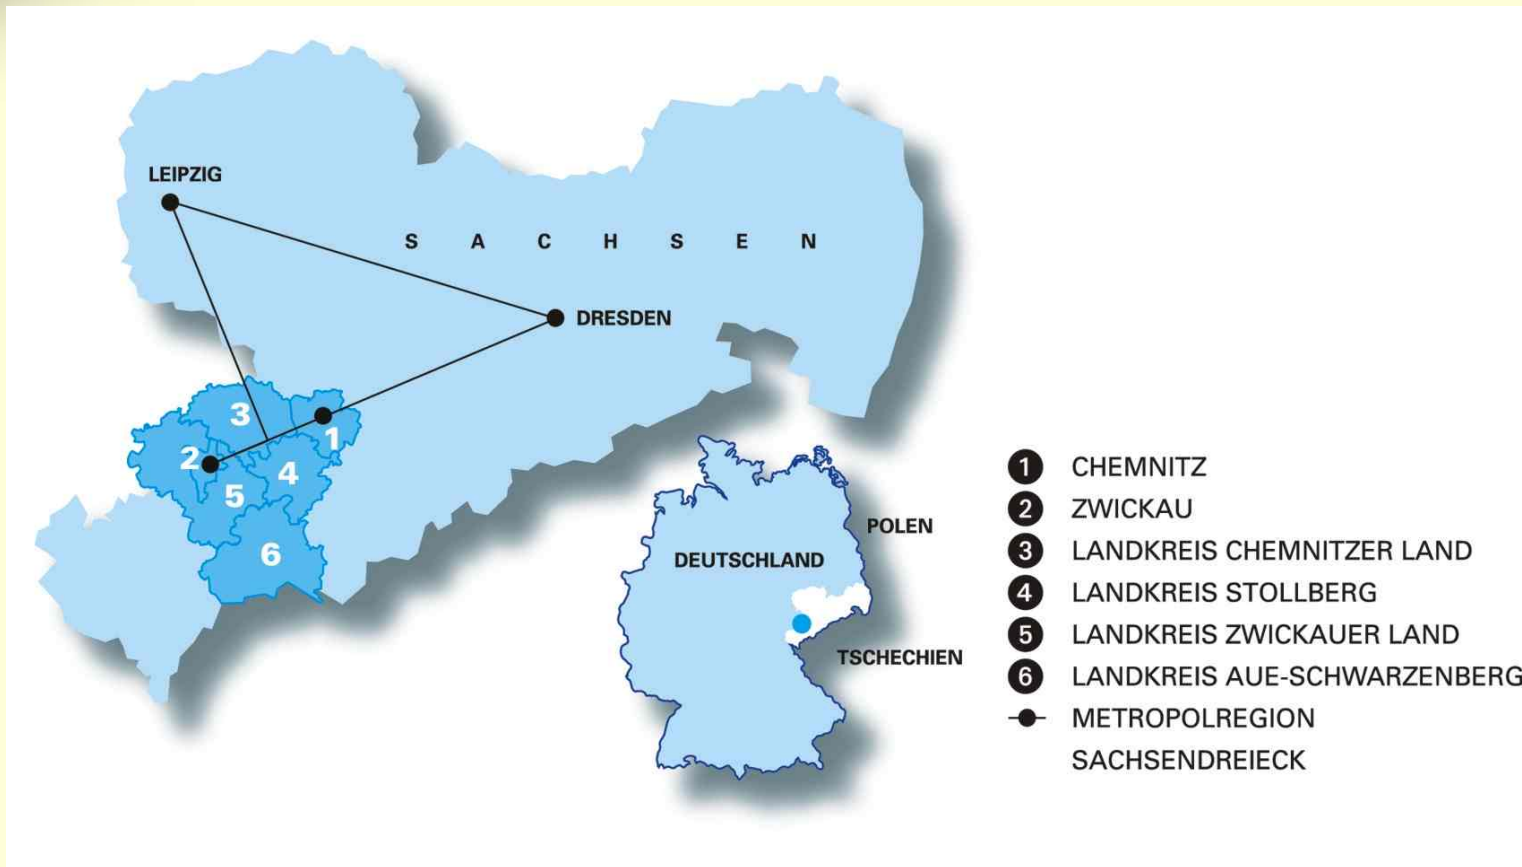 LEIPZIG
S A C H S E N
DRESDEN
3
1
2
4
5
6
DEUTSCHLAND
POLEN
TSCHECHIEN
1 CHEMNITZ
2 ZWICKAU
3 LANDKREIS CHEMNITZER LAND
4 LANDKREIS STOLLBERG
5 LANDKREIS ZWICKAUER LAND
6 LANDKREIS AUE-SCHWARZENBERG
METROPOLREGION
SACHSENDREIECK